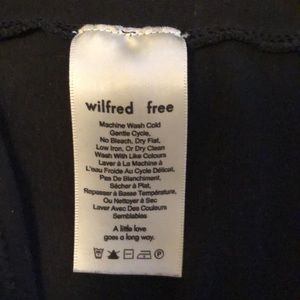 wilfred free
Machine Wash Cold
Gentle Cycle,
No Bleach, Dry Flat,
Low Iron, Or Dry Clean
Wash With Like Colours
Laver À La Machine À
L'eau Froide Au Cycle Délicat,
Pas De Blanchiment,
Sécher à Plat,
Repasser à Basse Température,
Ou Nettoyer à Sec
Laver Avec Des Couleurs
Semblables
A little love
goes a long way.